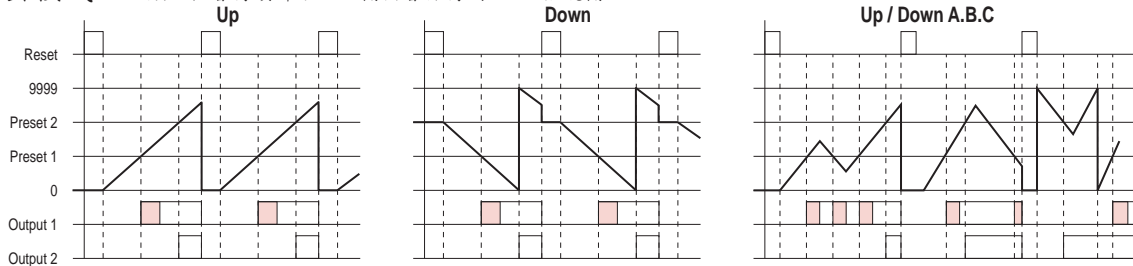 Up
Down
Up / Down A.B.C
Reset
9999
Preset 2
Preset 1
0
Output 1
Output 2